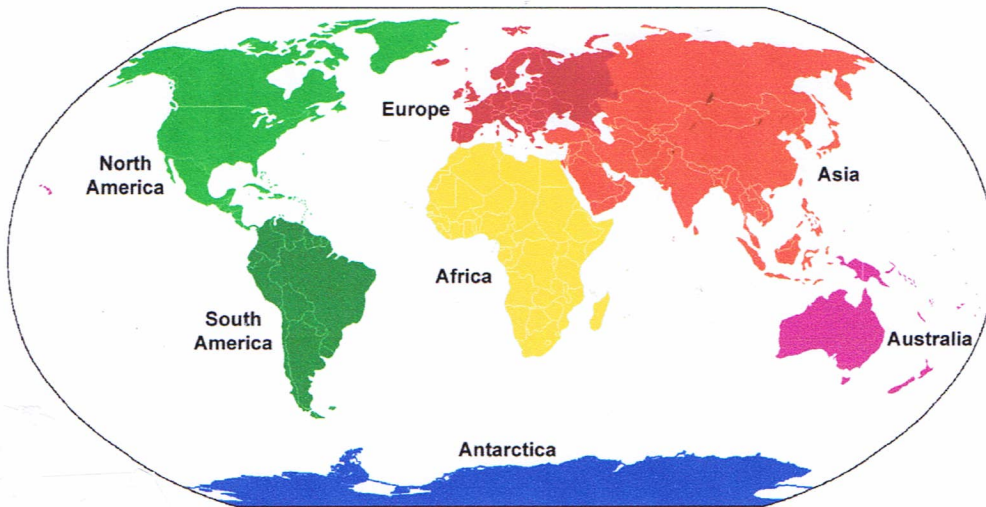 Europe
North
America
Asia
Africa
South
America
Australia
Antarctica